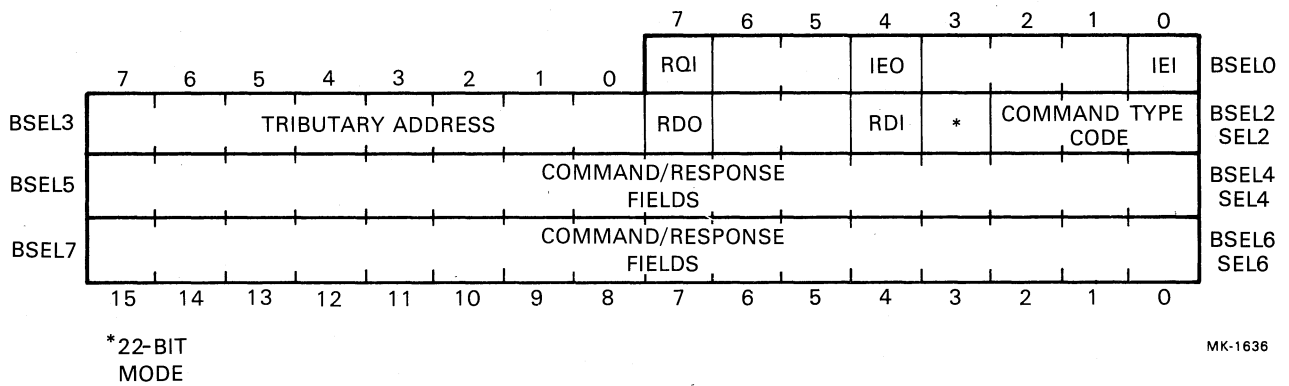 7 6 5 4 3 2 1 0
RQI IEO IEI BSEL0
7 6 5 4 3 2 1 0
BSEL3 TRIBUTARY ADDRESS RDO RDI * COMMAND TYPE BSEL2
CODE SEL2
BSEL5 COMMAND/RESPONSE BSEL4
FIELDS SEL4
BSEL7 COMMAND/RESPONSE BSEL6
FIELDS SEL6
15 14 13 12 11 10 9 8 7 6 5 4 3 2 1 0
*22-BIT
MODE
MK-1636